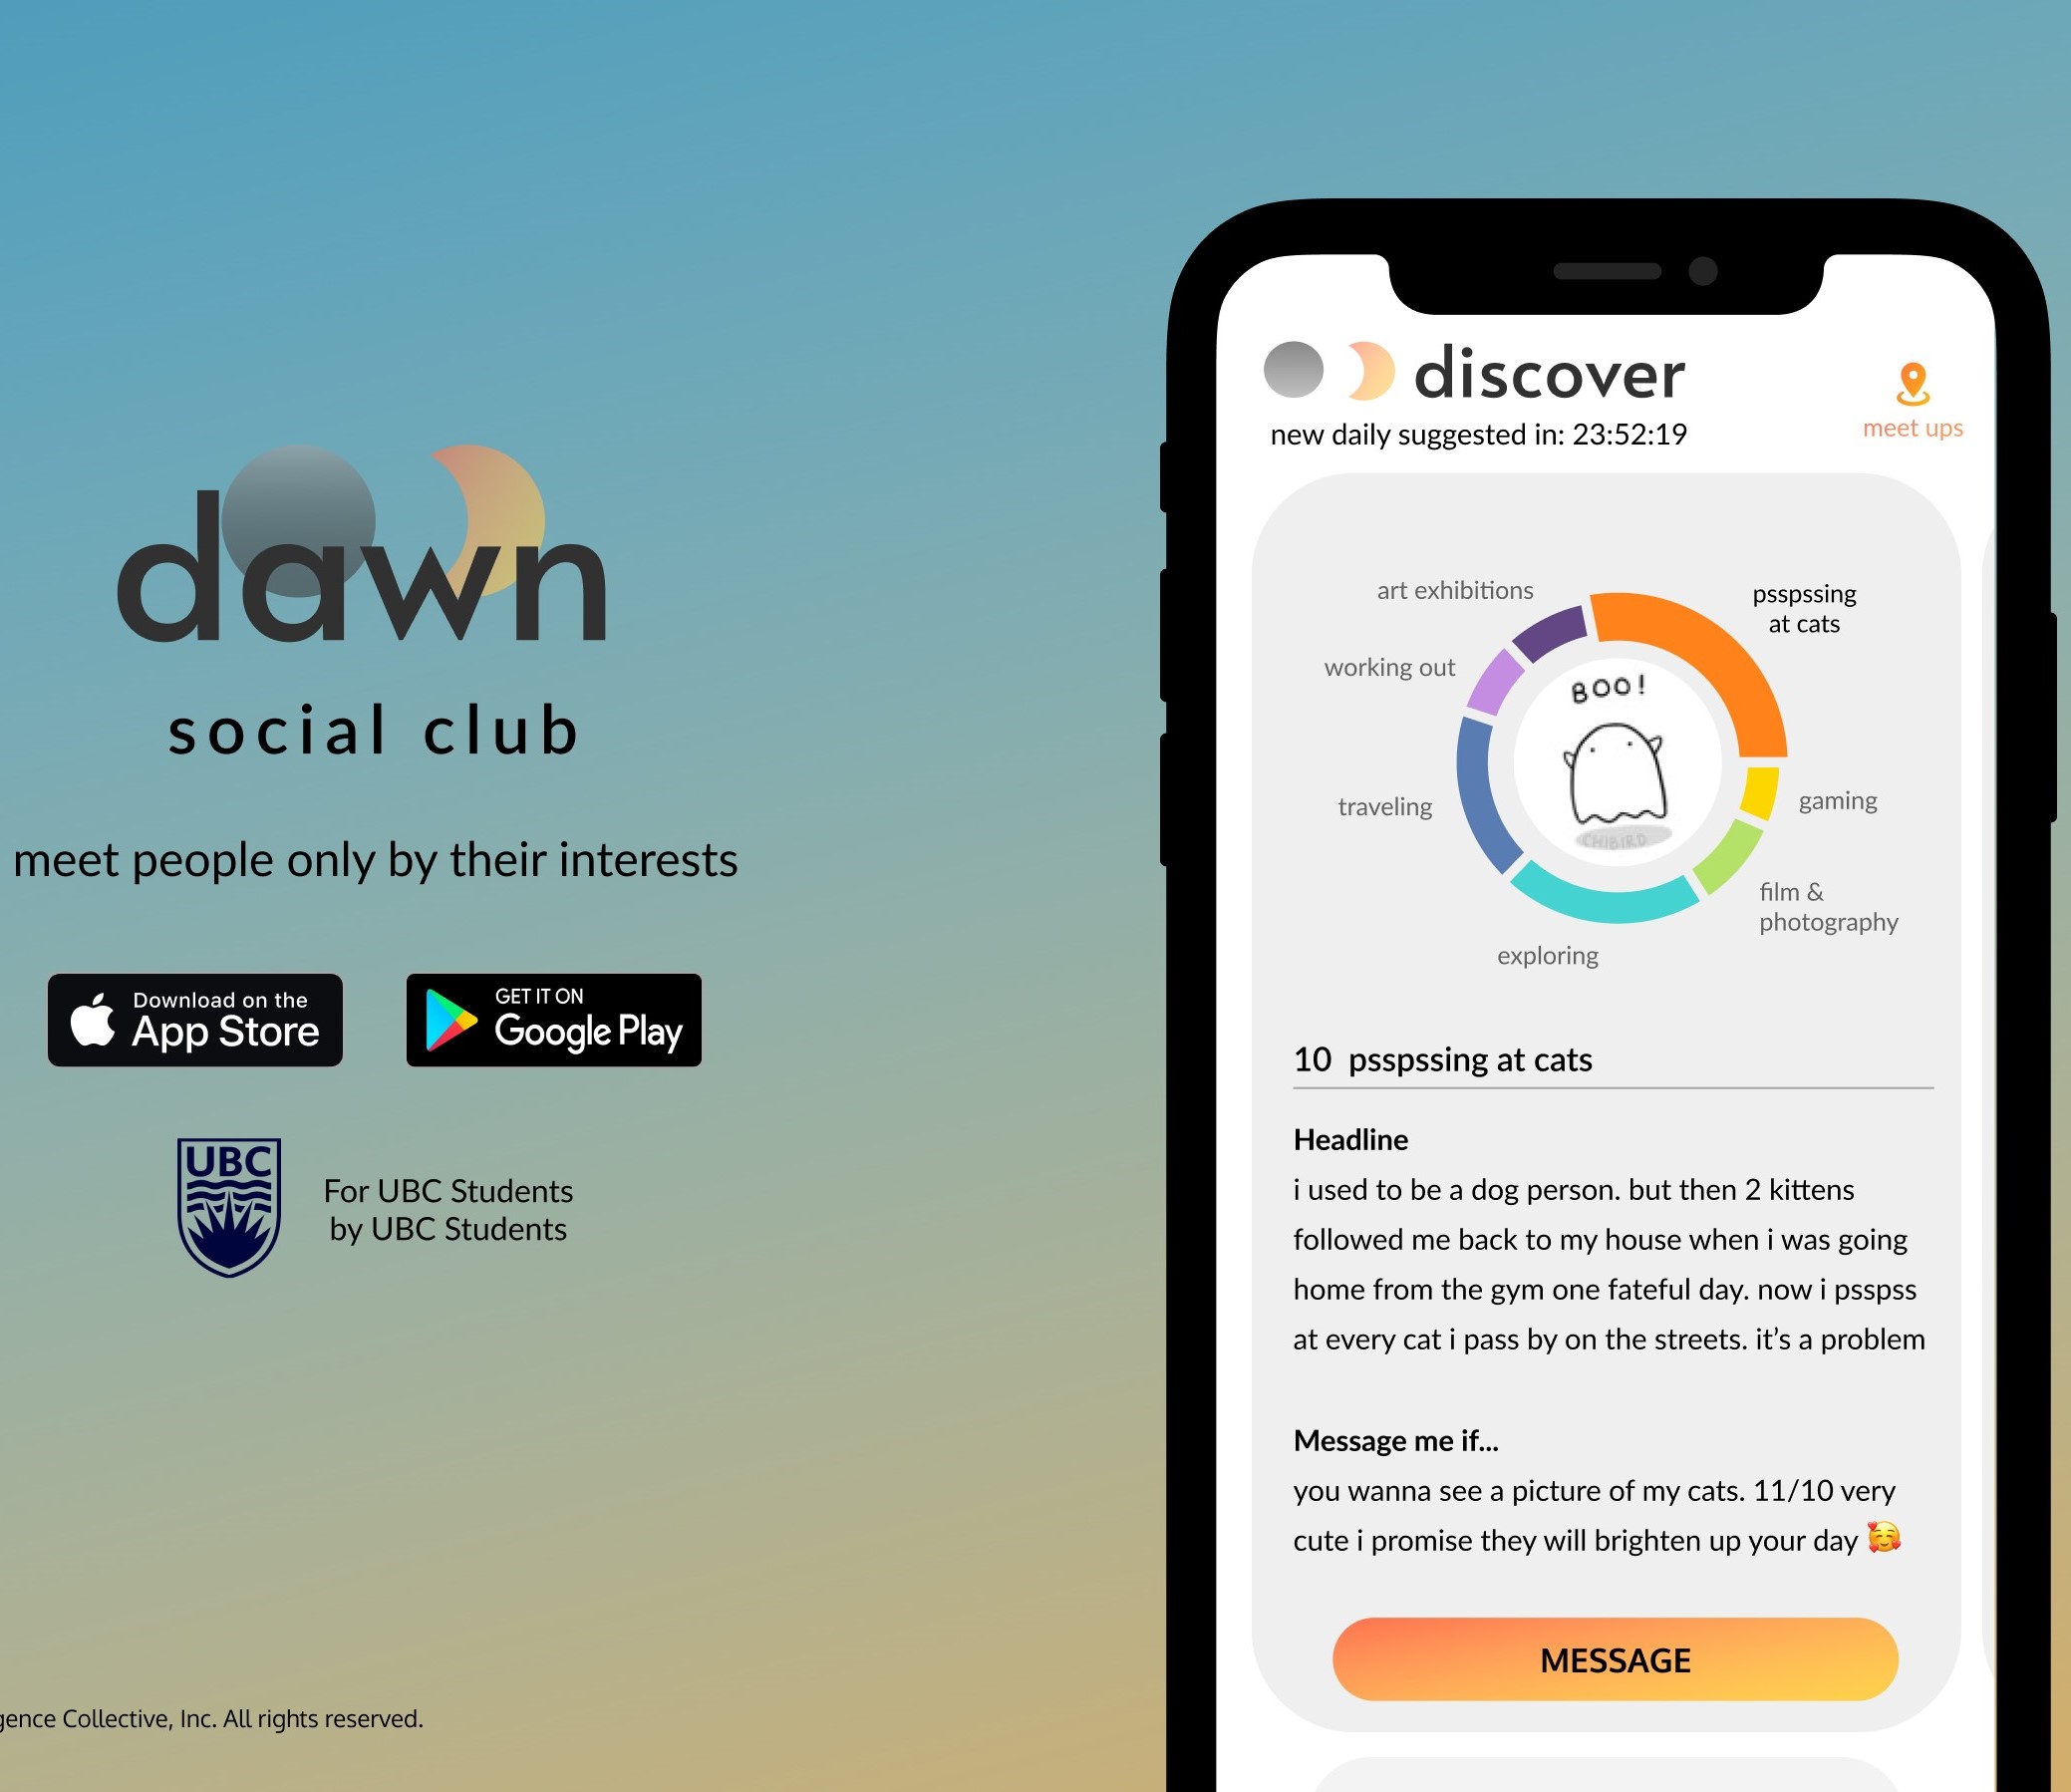 dawn
social club
meet people only by their interests
Download on the
App Store
GET IT ON
Google Play
UBC
For UBC Students
by UBC Students
Collective, Inc. All rights reserved.
discover
new daily suggested in: 23:52:19
meet ups
art exhibitions
psspssing
at cats
working out
BOO!
traveling
CHIBIRD
gaming
film &
photography
exploring
10 psspssing at cats
Headline
i used to be a dog person. but then 2 kittens
followed me back to my house when i was going
home from the gym one fateful day. now i psspss
at every cat i pass by on the streets. it’s a problem
Message me if...
you wanna see a picture of my cats. 11/10 very
cute i promise they will brighten up your day 🥰
MESSAGE